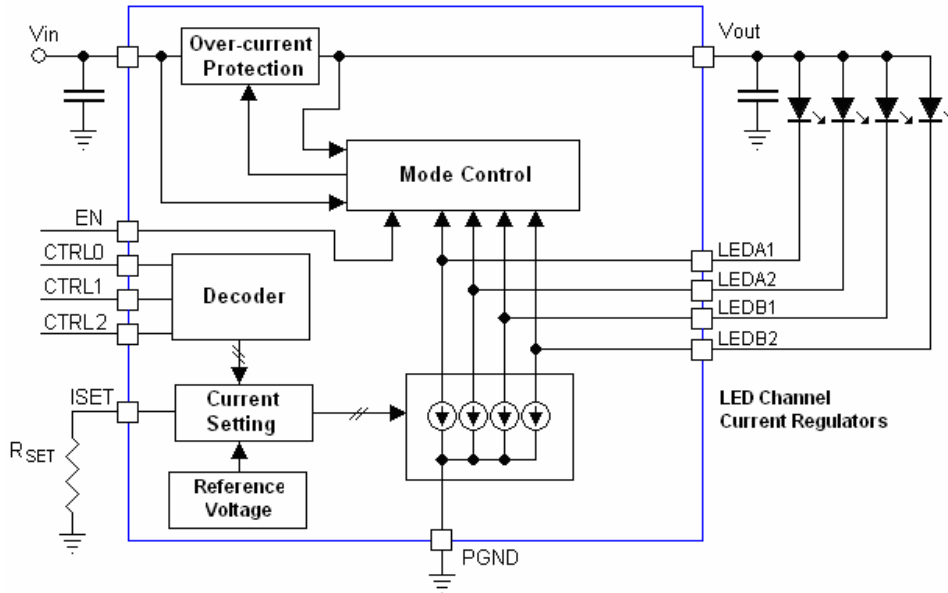 Vin
Over-current
Protection
Vout
Mode Control
EN
CTRL0
CTRL1
CTRL2
Decoder
LEDA1
LEDA2
LEDB1
LEDB2
ISET
Current
Setting
LED Channel
Current Regulators
RSET
Reference
Voltage
PGND